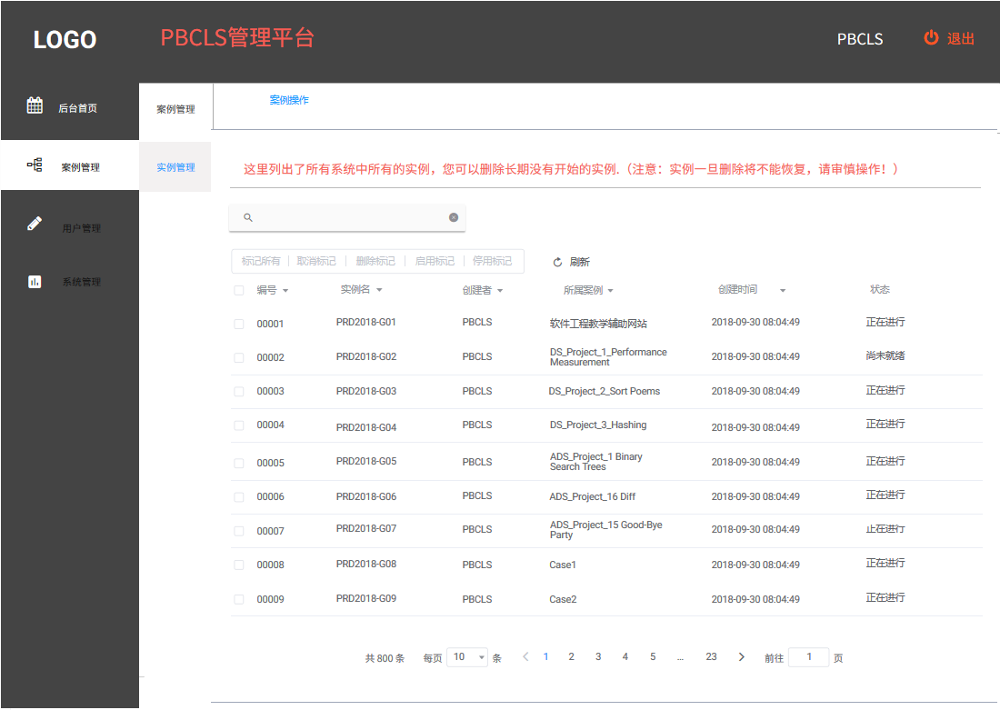 LOGO
PBCLS管理平台
PBCLS
退出
后台首页
案例管理
用户管理
系统管理
案例管理
实例管理
案例操作
这里列出了所有系统中所有的实例，您可以删除长期没有开始的实例.（注意：实例一旦删除将不能恢复，请审慎操作！）
标记所有 取消标记 删除标记 启用标记 停用标记 刷新
编号 实例名 创建者 所属案例 创建时间 状态
00001 PRD2018-G01 PBCLS 软件工程教学辅助网站 2018-09-30 08:04:49 正在进行
00002 PRD2018-G02 PBCLS DS_Project_1_Performance 2018-09-30 08:04:49 尚未就绪
Measurement
00003 PRD2018-G03 PBCLS DS_Project_2_Sort Poems 2018-09-30 08:04:49 正在进行
00004 PRD2018-G04 PBCLS DS_Project_3_Hashing 2018-09-30 08:04:49 正在进行
00005 PRD2018-G05 PBCLS ADS_Project_1 Binary 2018-09-30 08:04:49 正在进行
Search Trees
00006 PRD2018-G06 PBCLS ADS_Project_16 Diff 2018-09-30 08:04:49 正在进行
00007 PRD2018-G07 PBCLS ADS_Project_15 Good-Bye 2018-09-30 08:04:49 正在进行
Party
00008 PRD2018-G08 PBCLS Case1 2018-09-30 08:04:49 正在进行
00009 PRD2018-G09 PBCLS Case2 2018-09-30 08:04:49 正在进行
共 800 条 每页 10 条 1 2 3 4 5 ... 23 前往 1 页